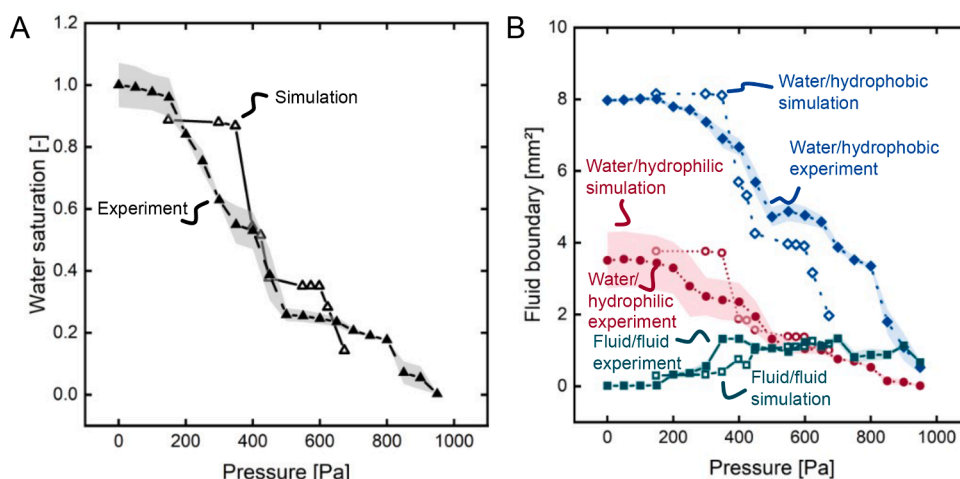 A
1.2
1.0
0.8
0.6
0.4
0.2
0.0
Water saturation [-]
Simulation
Experiment
0
200
400
600
800
1000
Pressure [Pa]
B
8
6
4
2
0
Fluid boundary [mm²]
Water/hydrophobic
simulation
Water/hydrophobic
experiment
Water/hydrophilic
simulation
Water/
hydrophilic
experiment
Fluid/fluid
experiment
Fluid/fluid
simulation
0
200
400
600
800
1000
Pressure [Pa]